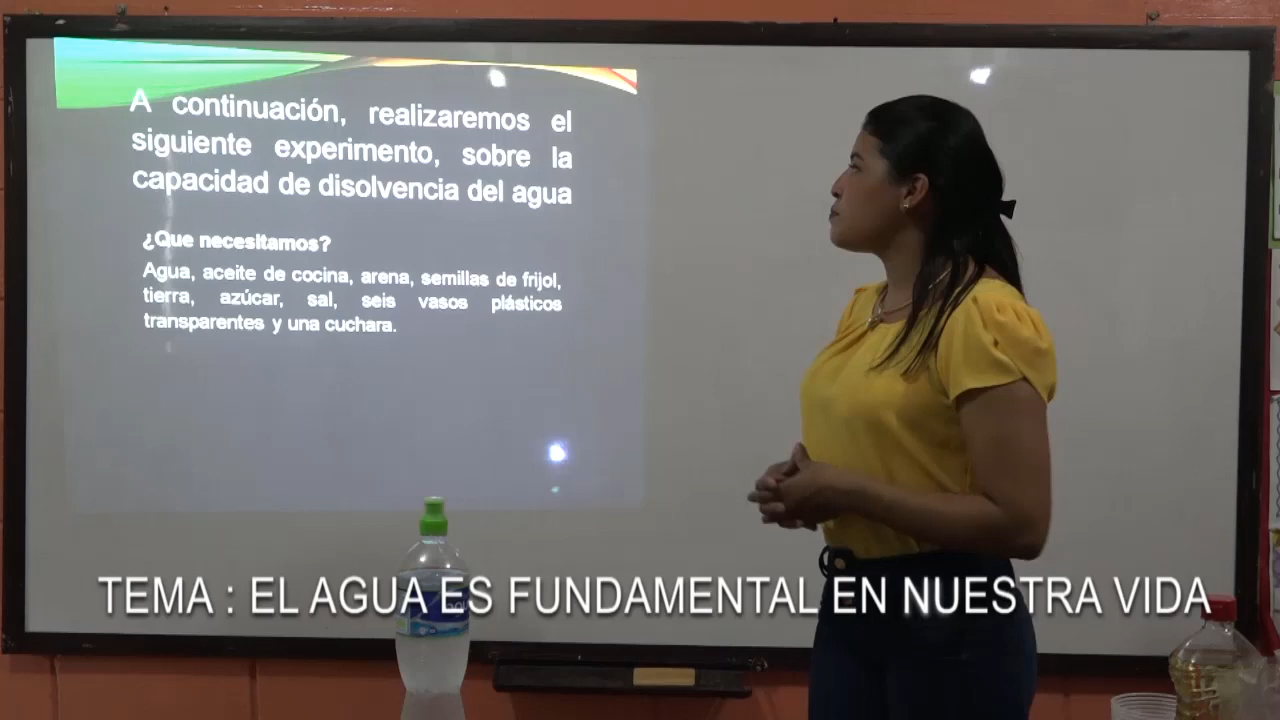 A continuación, realizaremos el
siguiente experimento, sobre la
capacidad de disolvencia del agua
¿Que necesitamos?
Agua, aceite de cocina, arena, semillas de frijol,
tierra, azúcar, sal, seis vasos plásticos
transparentes y una cuchara.
TEMA : EL AGUA ES FUNDAMENTAL EN NUESTRA VIDA